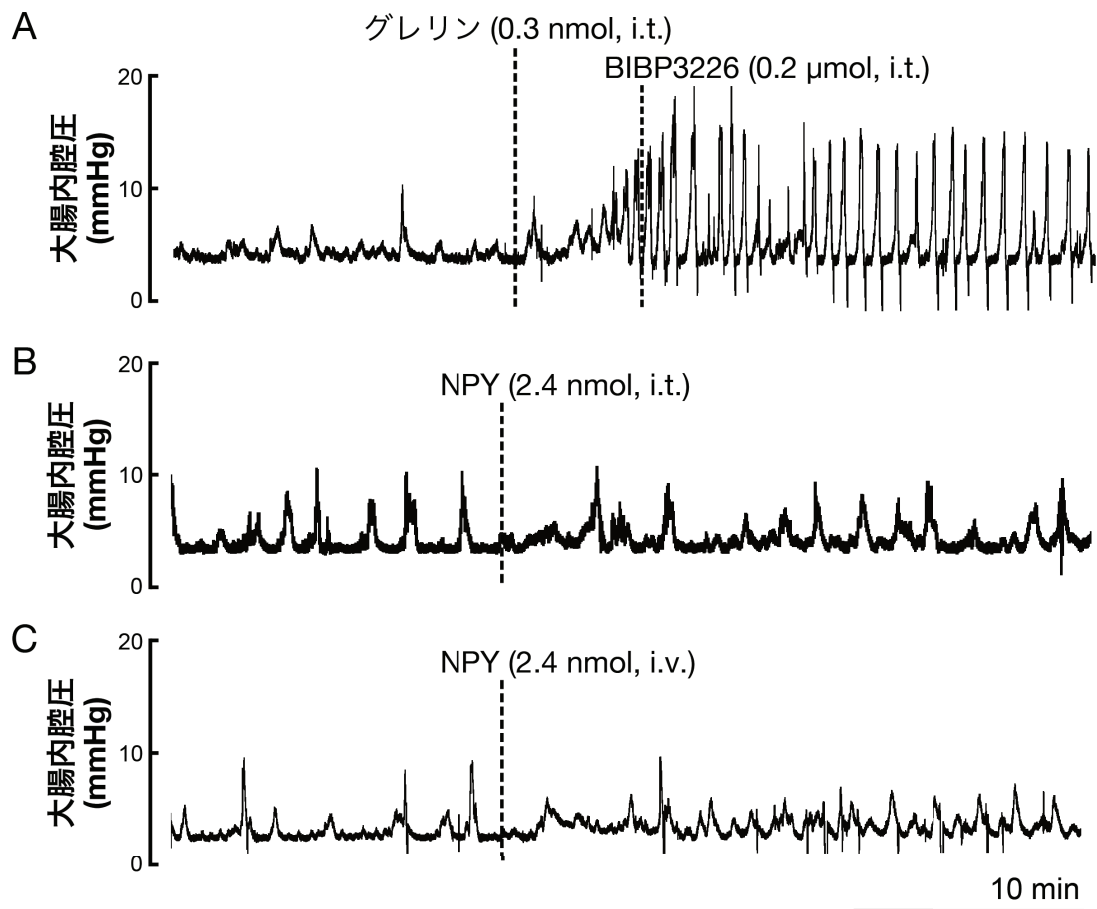 A
グレリン (0.3 nmol, i.t.)
BIBP3226 (0.2 µmol, i.t.)
大腸内腔圧
(mmHg)
20
10
0
B
NPY (2.4 nmol, i.t.)
大腸内腔圧
(mmHg)
20
10
0
C
NPY (2.4 nmol, i.v.)
大腸内腔圧
(mmHg)
20
10
0
10 min